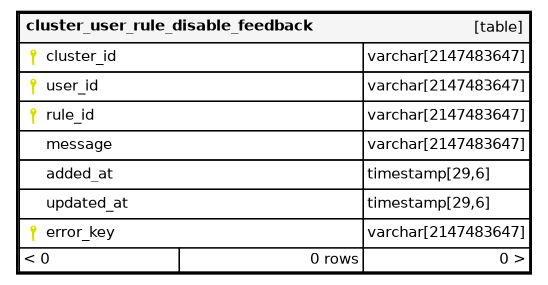 cluster_user_rule_disable_feedback [table]
cluster_id varchar[2147483647]
user_id varchar[2147483647]
rule_id varchar[2147483647]
message varchar[2147483647]
added_at timestamp[29,6]
updated_at timestamp[29,6]
error_key varchar[2147483647]
< 0 0 rows 0 >